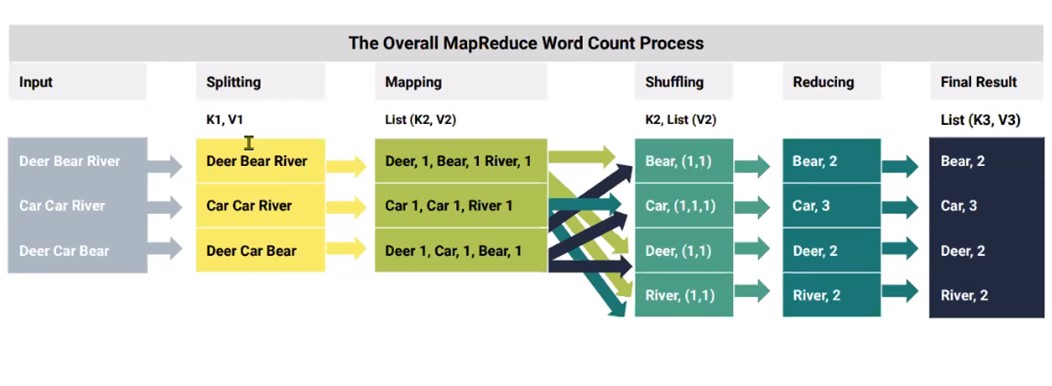 The Overall MapReduce Word Count Process
Input
Splitting
Mapping
Shuffling
Reducing
Final Result
K1, V1
List (K2, V2)
K2, List (V2)
List (K3, V3)
Deer Bear River
Deer Bear River
Deer, 1, Bear, 1 River, 1
Bear, (1,1)
Bear, 2
Bear, 2
Car Car River
Car Car River
Car 1, Car 1, River 1
Car, (1,1,1)
Car, 3
Car, 3
Deer Car Bear
Deer Car Bear
Deer 1, Car, 1, Bear, 1
Deer, (1,1)
Deer, 2
Deer, 2
River, (1,1)
River, 2
River, 2